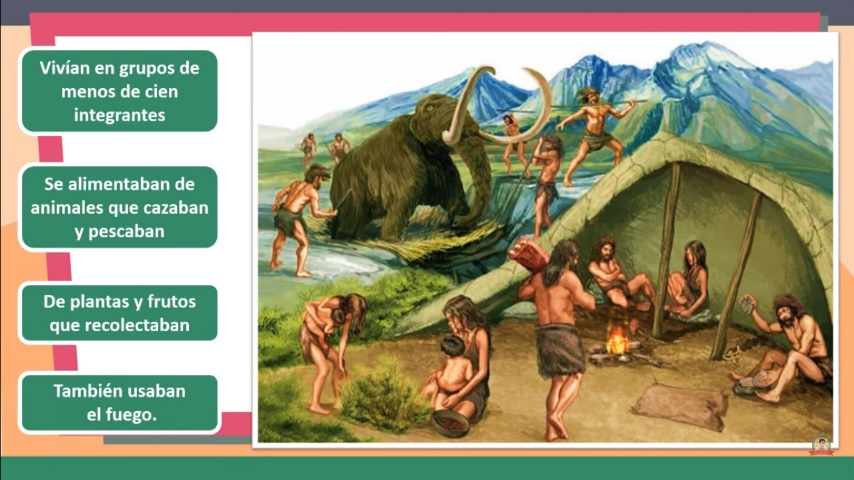 Vivían en grupos de
menos de cien
integrantes
Se alimentaban de
animales que cazaban
y pescaban
De plantas y frutos
que recolectaban
También usaban
el fuego.